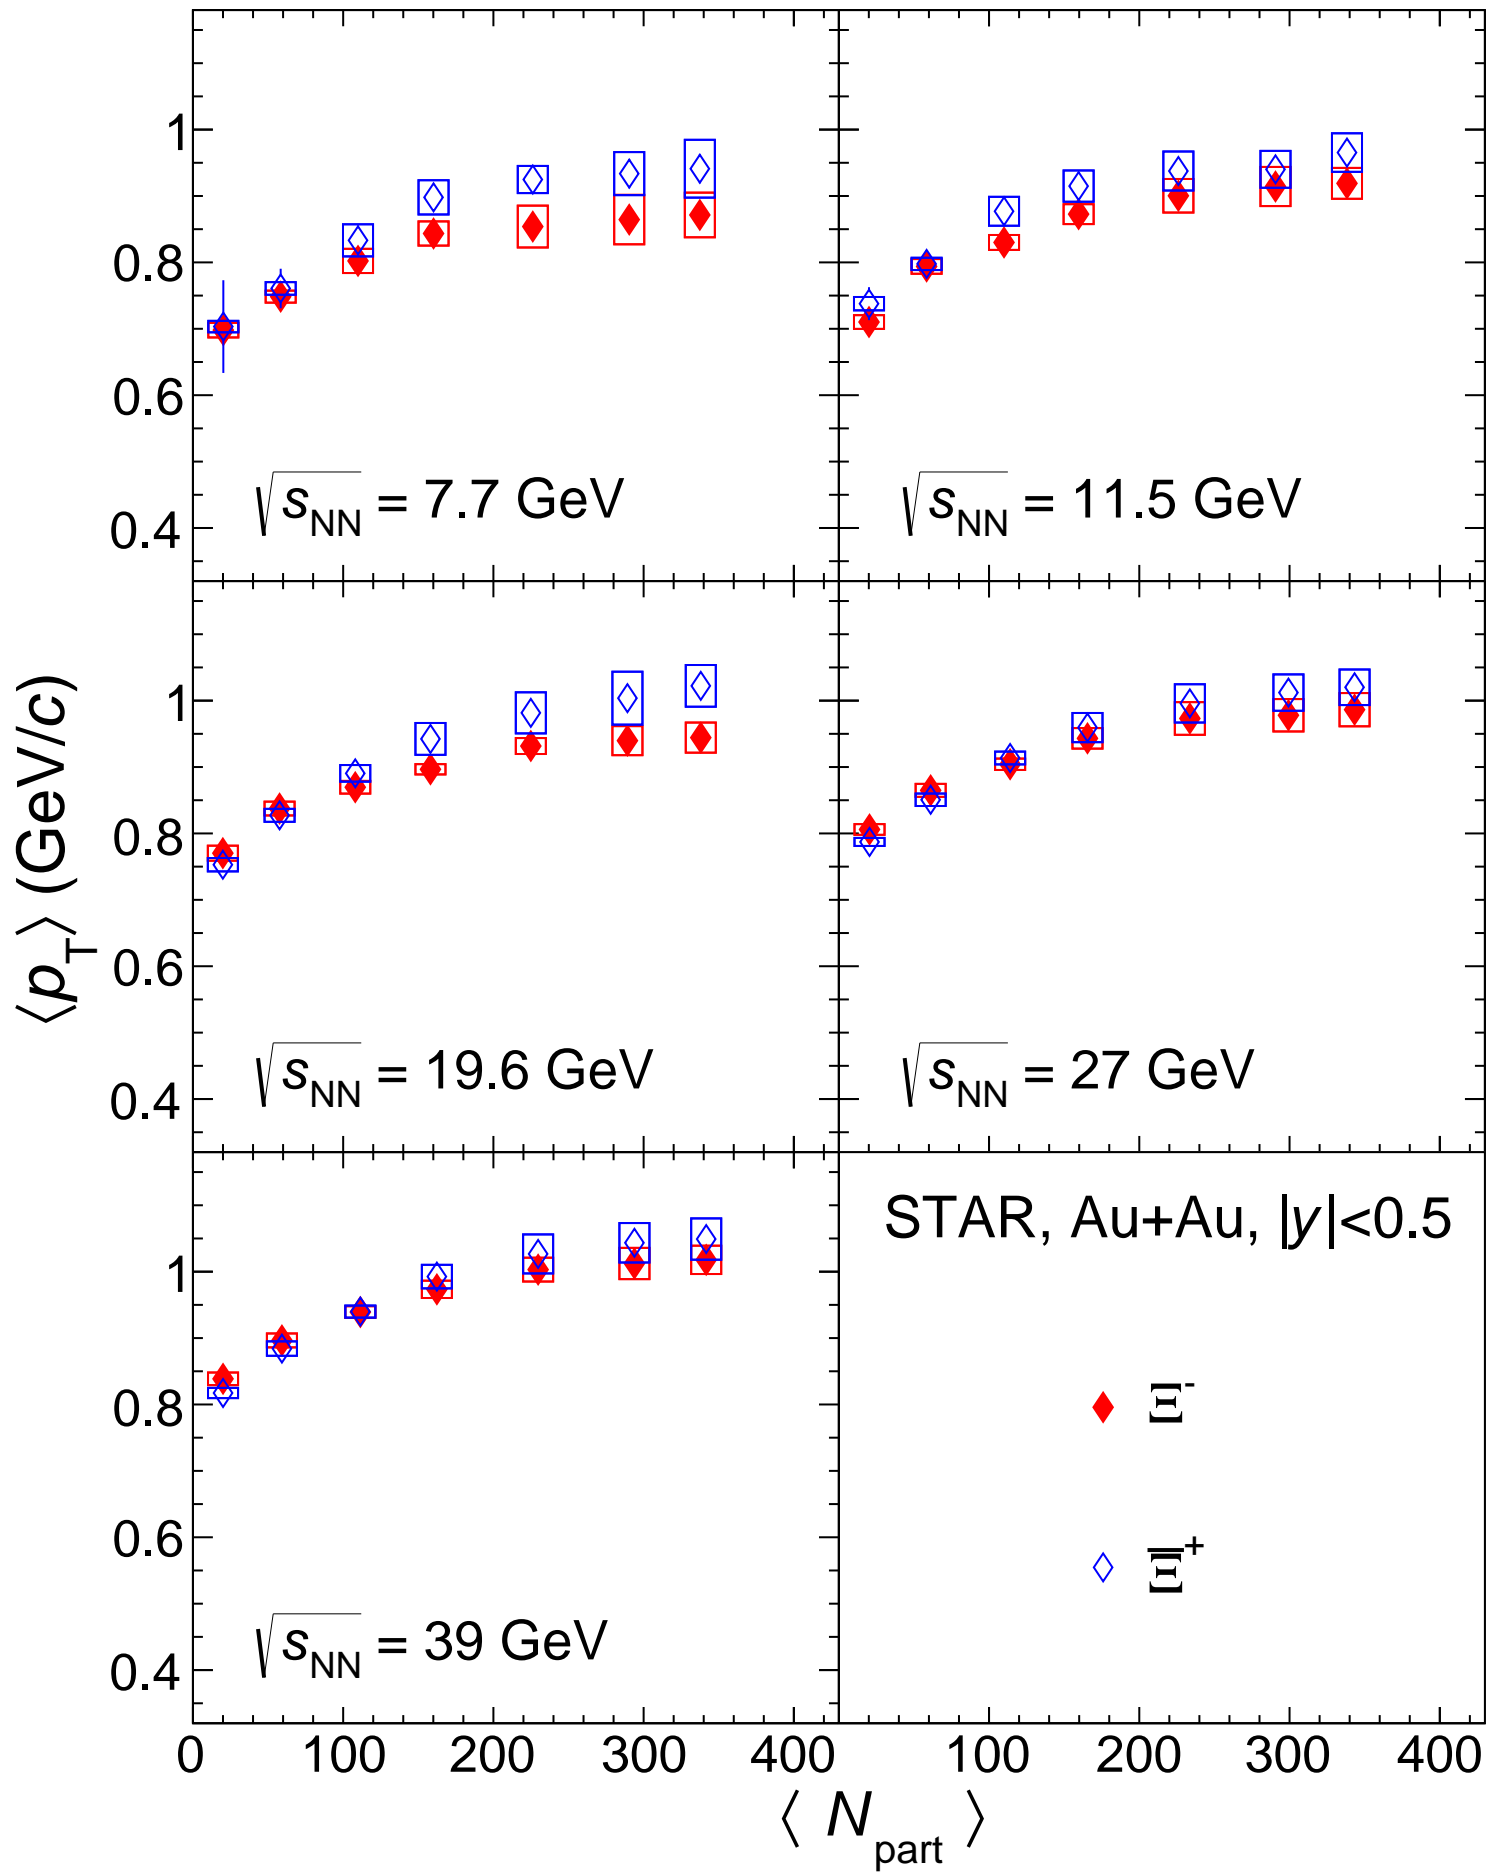 1
0.8
0.6
0.4
√sNN = 7.7 GeV
√sNN = 11.5 GeV
⟨pT⟩ (GeV/c)
1
0.8
0.6
0.4
√sNN = 19.6 GeV
√sNN = 27 GeV
1
0.8
0.6
0.4
√sNN = 39 GeV
STAR, Au+Au, |y|<0.5
Ξ⁻
Ξ̅⁺
0 100 200 300 400
100 200 300 400
⟨ Npart ⟩